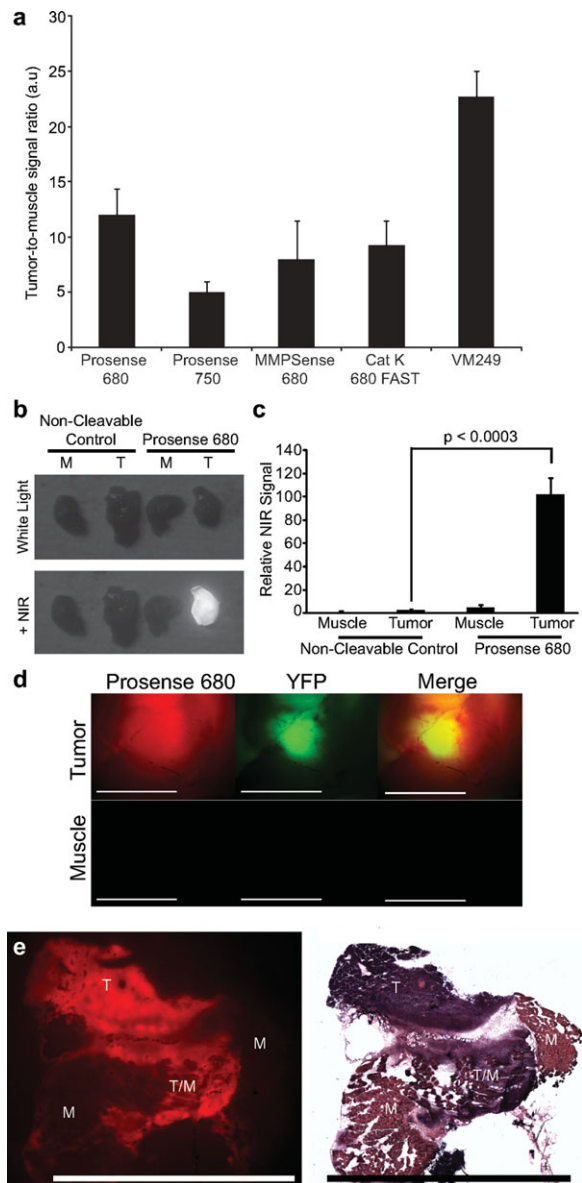 a
Tumor-to-muscle signal ratio (a.u)
30
25
20
15
10
5
0
Prosense 680
Prosense 750
MMPSense 680
Cat K 680 FAST
VM249
b
Non-Cleavable Control
Prosense 680
M
T
M
T
White Light
+ NIR
c
p < 0.0003
Relative NIR Signal
140
120
100
80
60
40
20
0
Muscle
Tumor
Muscle
Tumor
Non-Cleavable Control
Prosense 680
d
Prosense 680
YFP
Merge
Tumor
Muscle
e
T
M
T/M
M
T
M
T/M
M